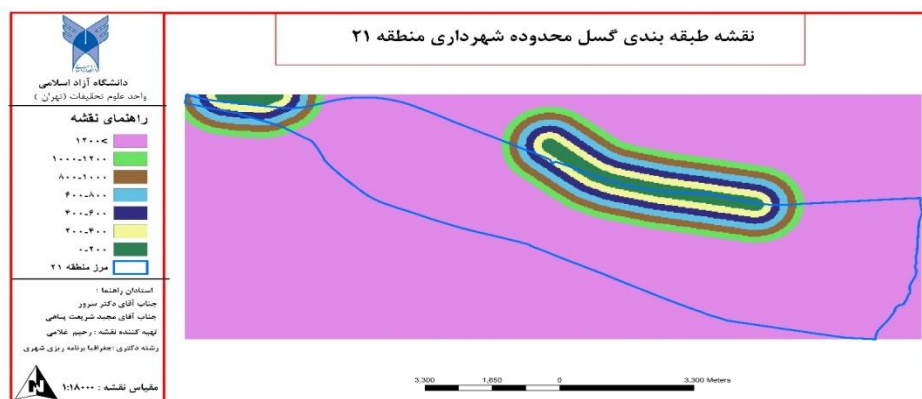 نقشه طبقه بندی گسل محدوده شهرداری منطقه ۲۱
دانشگاه آزاد اسلامی
واحد علوم تحقیقات (تهران )
راهنمای نقشه
۱۲۰۰<
۱۰۰۰-۱۲۰۰
۸۰۰-۱۰۰۰
۶۰۰-۸۰۰
۴۰۰-۶۰۰
۲۰۰-۴۰۰
۰-۲۰۰
مرز منطقه ۲۱
استادان راهنما :
جناب آقای دکتر سرور
جناب آقای مجید شریعت پناهی
تهیه کننده نقشه : رحیم غلامی
رشته دکتری :جغرافیا برنامه ریزی شهری
N
مقیاس نقشه : ۱:۱۸۰۰۰
3,300 1,650 0 3,300 Meters